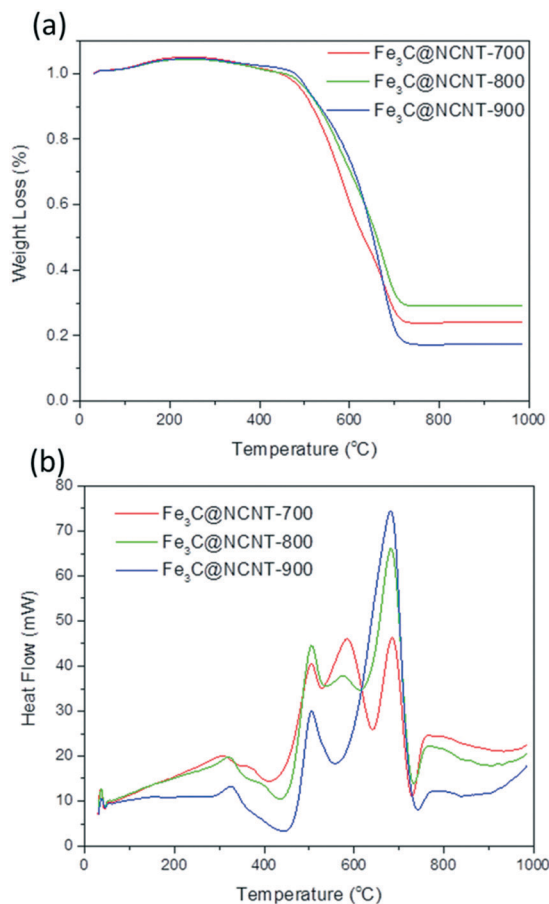 (a)
Fe₃C@NCNT-700
Fe₃C@NCNT-800
Fe₃C@NCNT-900
Weight Loss (%)
1.0
0.8
0.6
0.4
0.2
0.0
0 200 400 600 800 1000
Temperature (°C)
(b)
Fe₃C@NCNT-700
Fe₃C@NCNT-800
Fe₃C@NCNT-900
Heat Flow (mW)
80
70
60
50
40
30
20
10
0
0 200 400 600 800 1000
Temperature (°C)